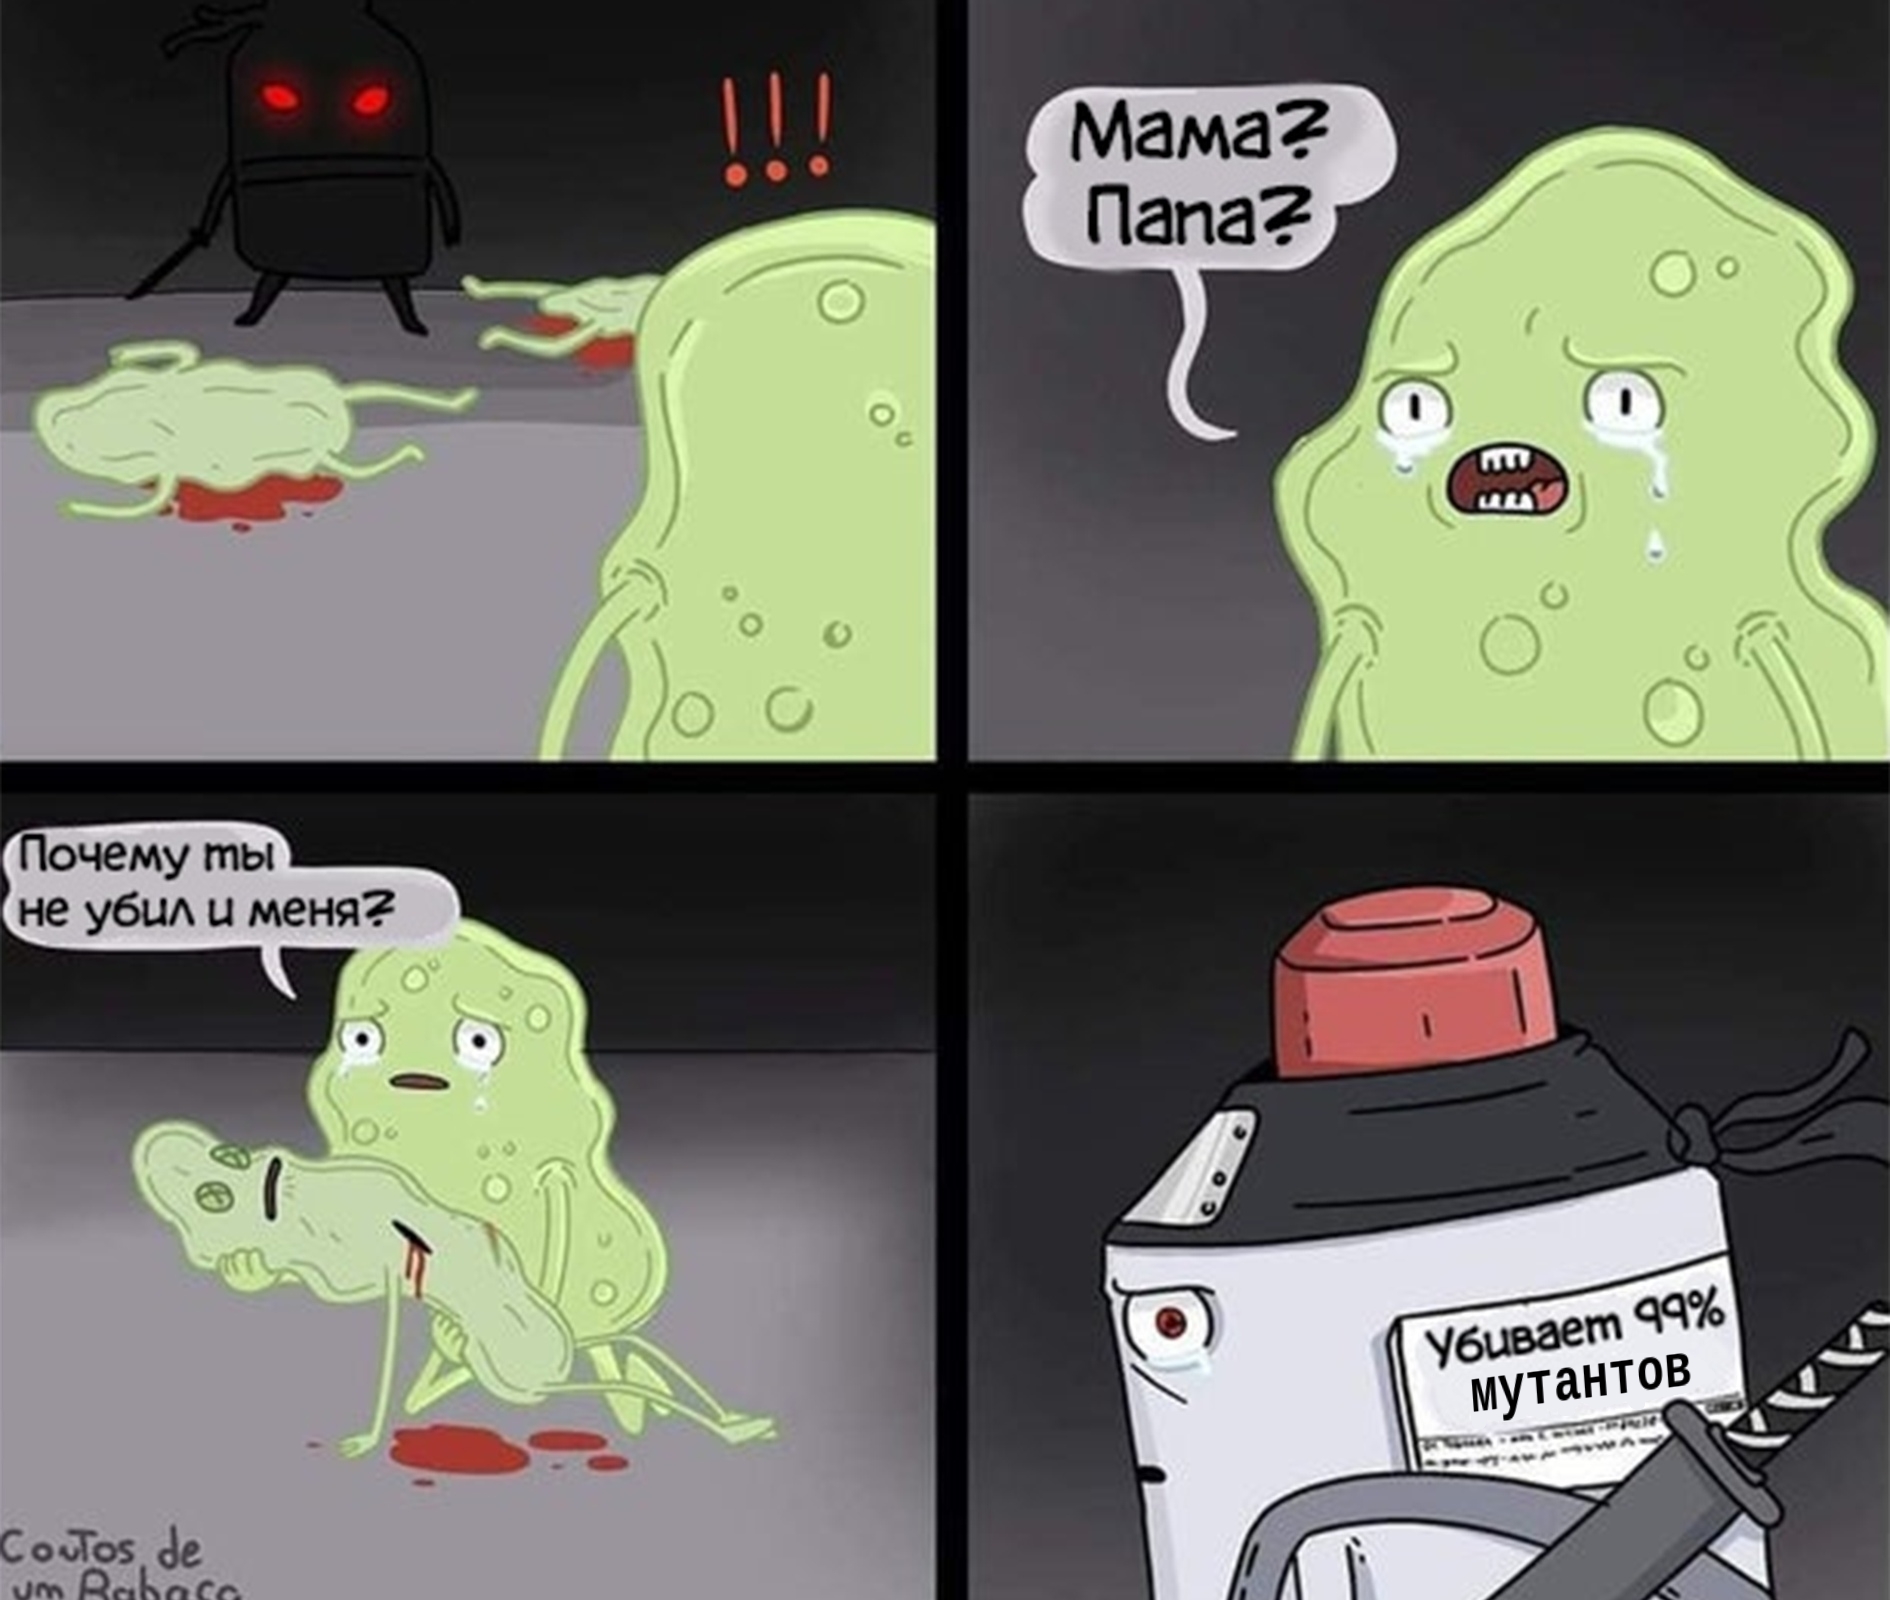 !!!
Мама?
Папа?
Почему ты
не убил и меня?
Убивает 99%
мутантов
Contos de
um Babaca